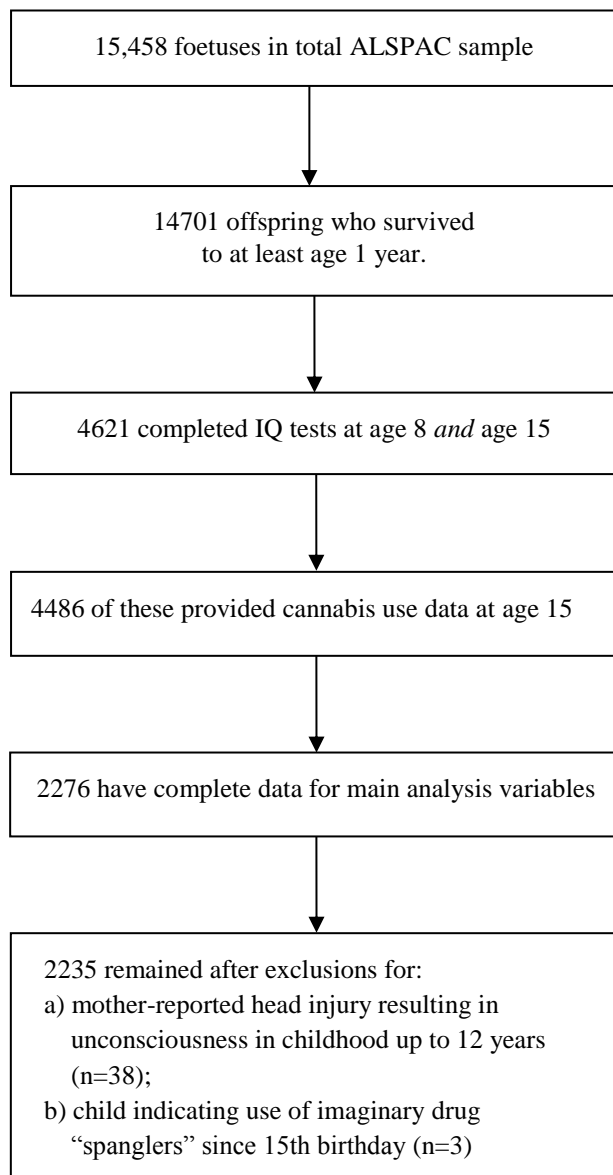 15,458 foetuses in total ALSPAC sample
14701 offspring who survived
to at least age 1 year.
4621 completed IQ tests at age 8 and age 15
4486 of these provided cannabis use data at age 15
2276 have complete data for main analysis variables
2235 remained after exclusions for:
a) mother-reported head injury resulting in
unconsciousness in childhood up to 12 years
(n=38);
b) child indicating use of imaginary drug
“spanglers” since 15th birthday (n=3)